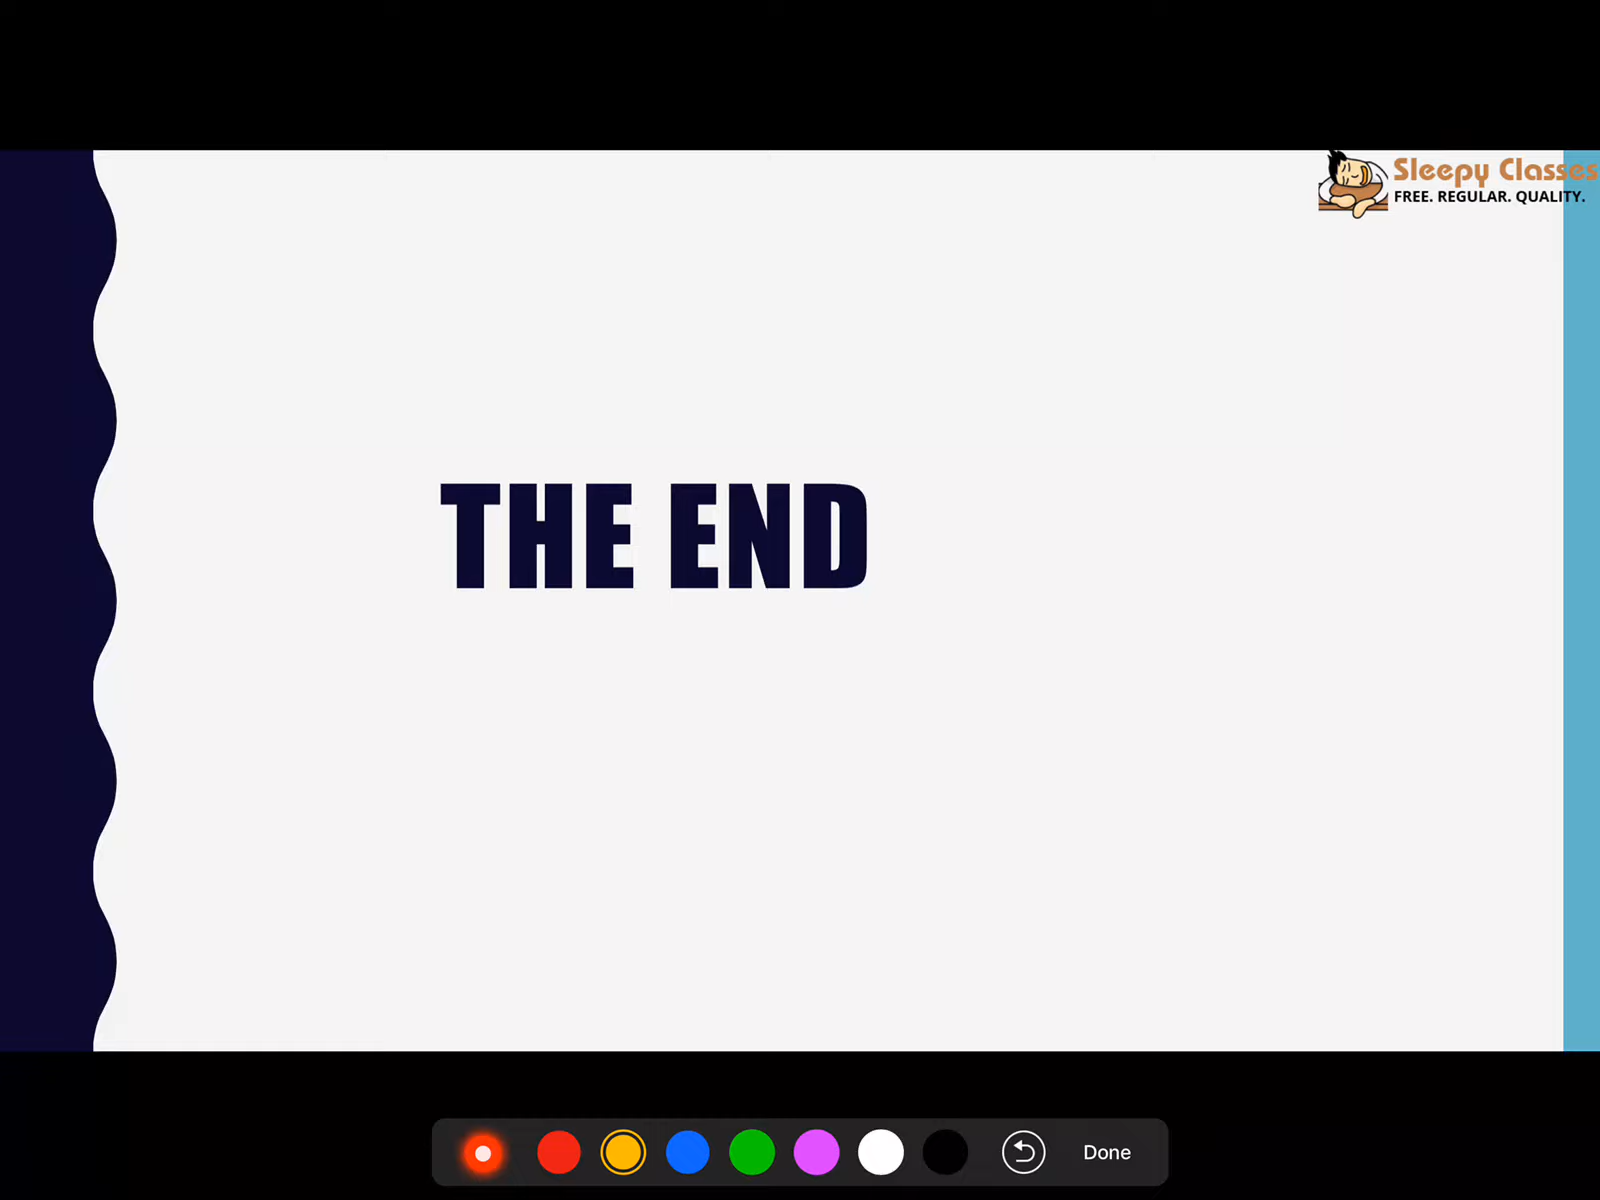 Sleepy Classes
FREE. REGULAR. QUALITY.
THE END
Done